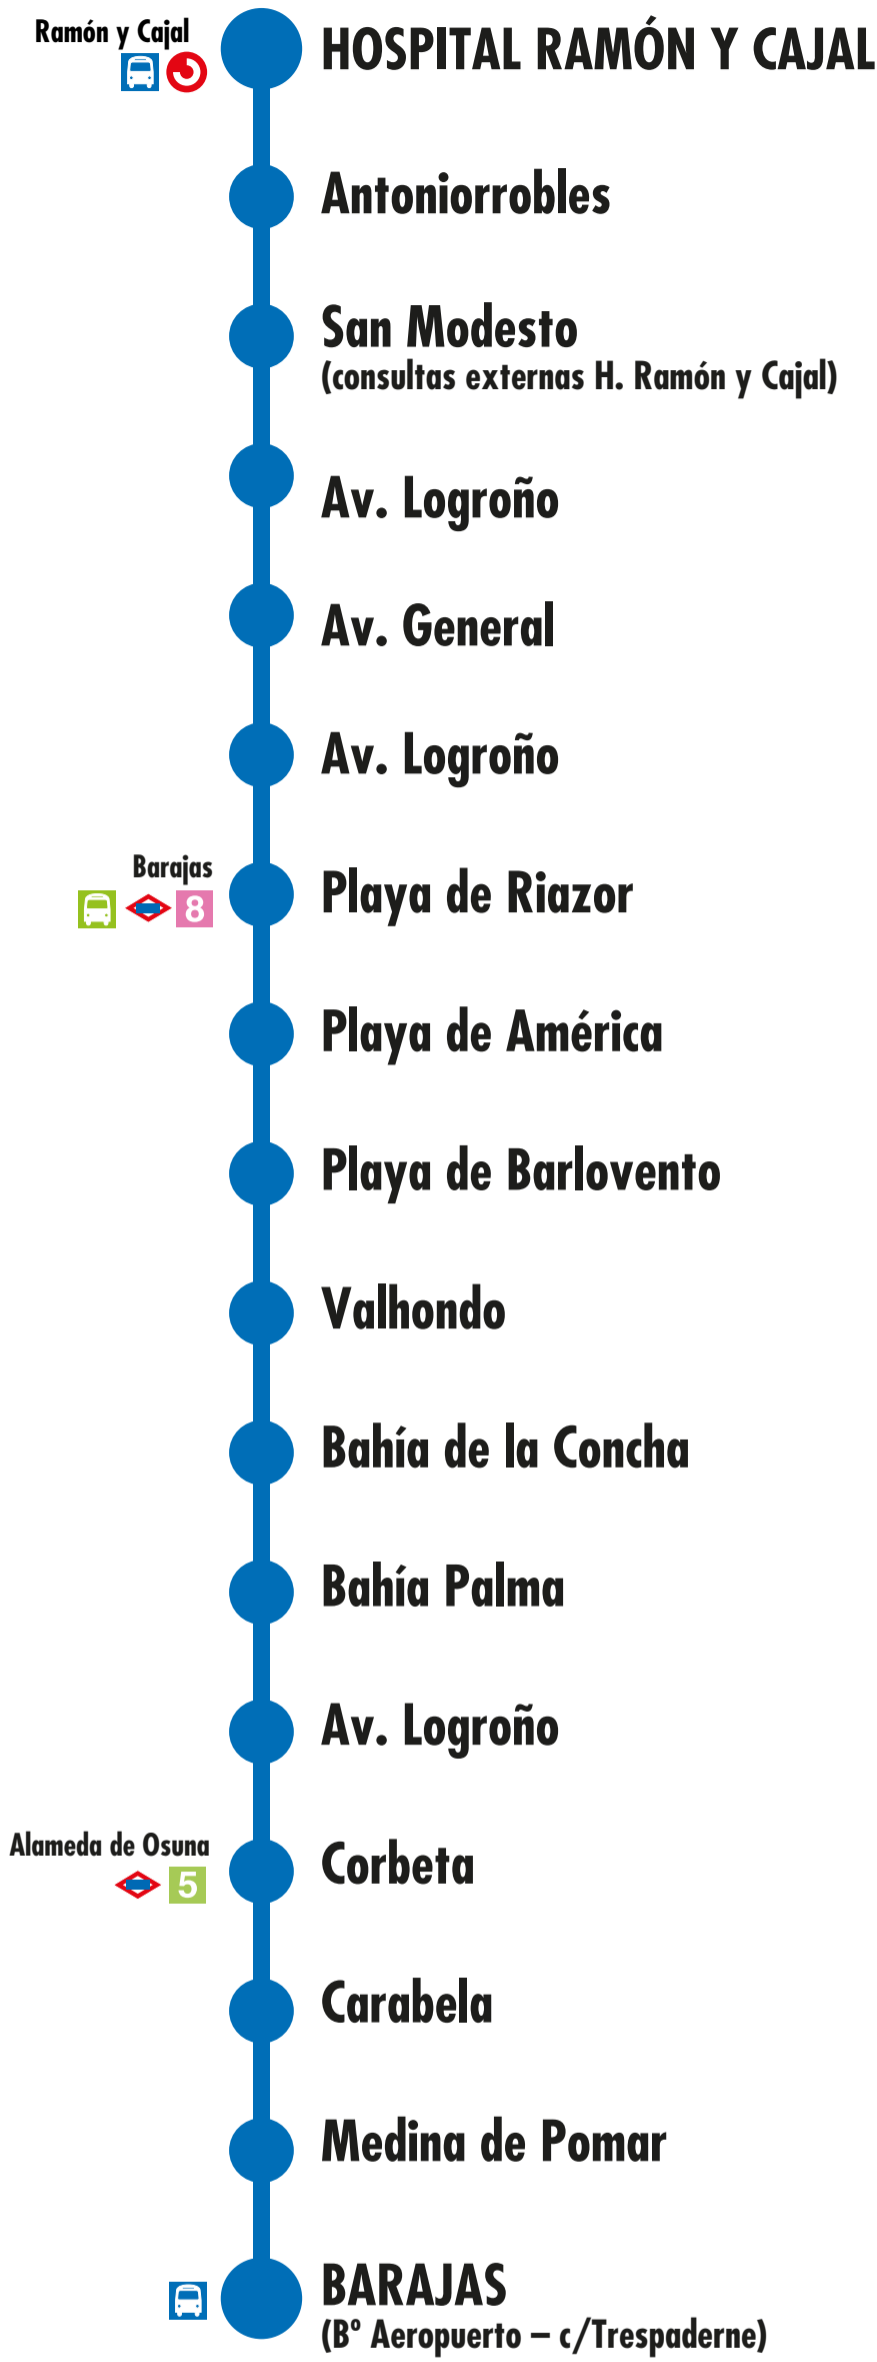 Ramón y Cajal
HOSPITAL RAMÓN Y CAJAL
Antoniorrobles
San Modesto
(consultas externas H. Ramón y Cajal)
Av. Logroño
Av. General
Av. Logroño
Barajas
8
Playa de Riazor
Playa de América
Playa de Barlovento
Valhondo
Bahía de la Concha
Bahía Palma
Av. Logroño
Alameda de Osuna
5
Corbeta
Carabela
Medina de Pomar
BARAJAS
(Bº Aeropuerto – c/Trespaderne)